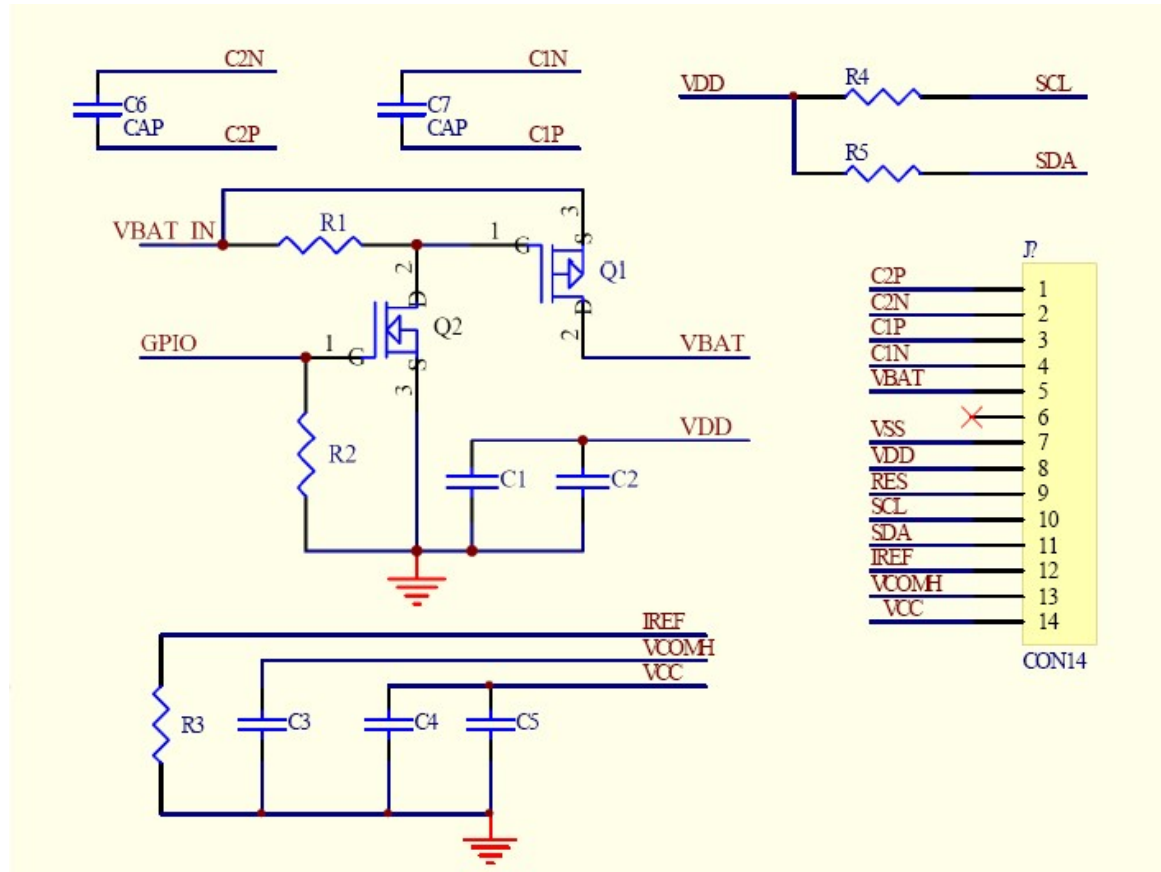 C2N
C6
CAP
C2P
C1N
C7
CAP
C1P
VDD
R4
SCL
R5
SDA
VBAT IN
R1
1
G
3
S
Q1
D
2
VBAT
2
D
Q2
GPIO
1
G
S
3
R2
VDD
C1
C2
IREF
VCOMH
VCC
R3
C3
C4
C5
J?
C2P 1
C2N 2
C1P 3
C1N 4
VBAT 5
6
VSS 7
VDD 8
RES 9
SCL 10
SDA 11
IREF 12
VCOMH 13
VCC 14
CON14